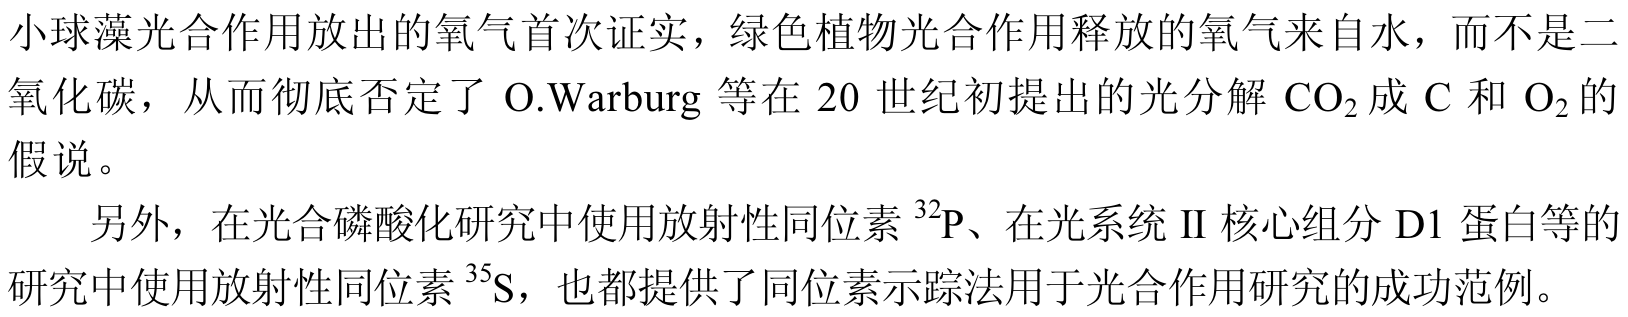 小球藻光合作用放出的氧气首次证实，绿色植物光合作用释放的氧气来自水，而不是二
氧化碳，从而彻底否定了 O.Warburg 等在 20 世纪初提出的光分解 CO₂ 成 C 和 O₂ 的
假说。
另外，在光合磷酸化研究中使用放射性同位素 ³²P、在光系统 II 核心组分 D1 蛋白等的
研究中使用放射性同位素 ³⁵S，也都提供了同位素示踪法用于光合作用研究的成功范例。